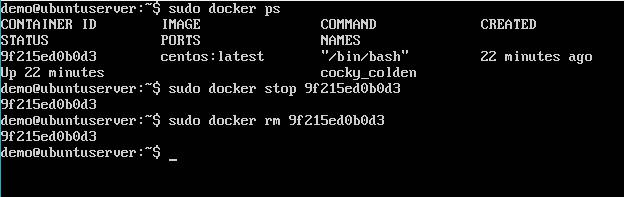 demo@ubuntuserver:~$ sudo docker ps
CONTAINER ID        IMAGE               COMMAND             CREATED
STATUS              PORTS               NAMES
9f215ed0b0d3        centos:latest       "/bin/bash"         22 minutes ago
Up 22 minutes                           cocky_colden
demo@ubuntuserver:~$ sudo docker stop 9f215ed0b0d3
9f215ed0b0d3
demo@ubuntuserver:~$ sudo docker rm 9f215ed0b0d3
9f215ed0b0d3
demo@ubuntuserver:~$ _